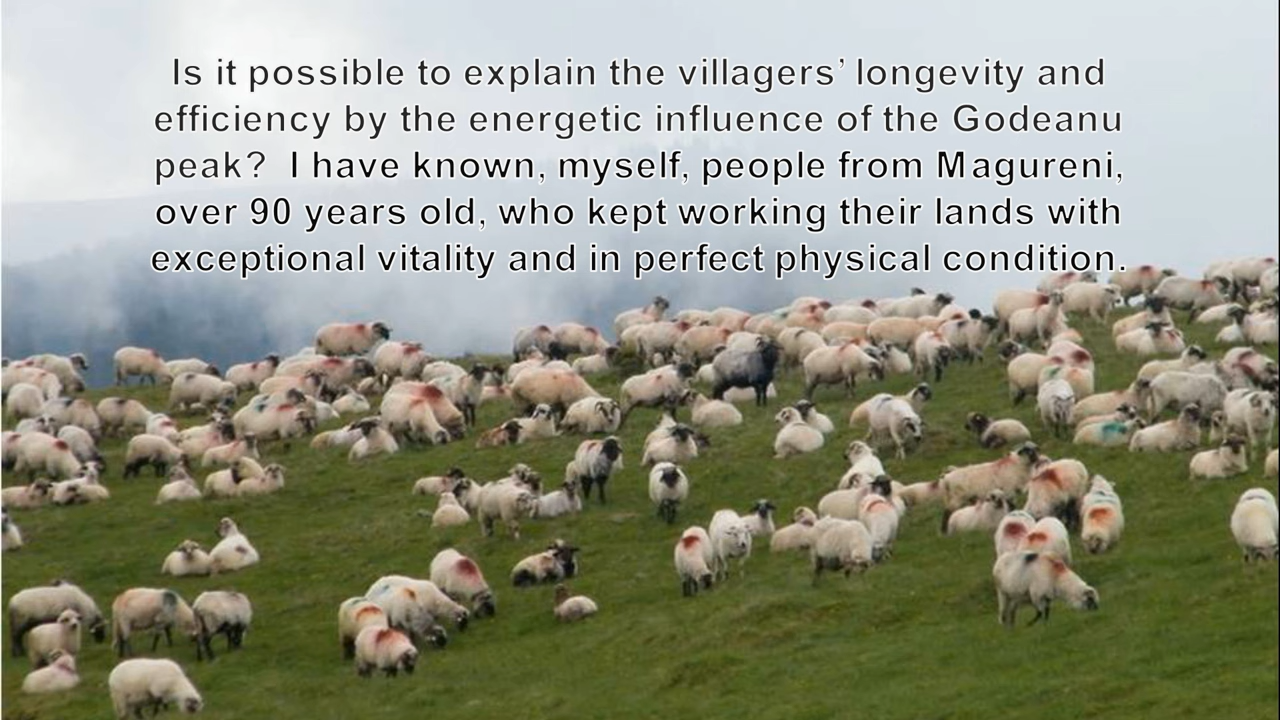 Is it possible to explain the villagers’ longevity and
efficiency by the energetic influence of the Godeanu
peak?  I have known, myself, people from Magureni,
over 90 years old, who kept working their lands with
exceptional vitality and in perfect physical condition.